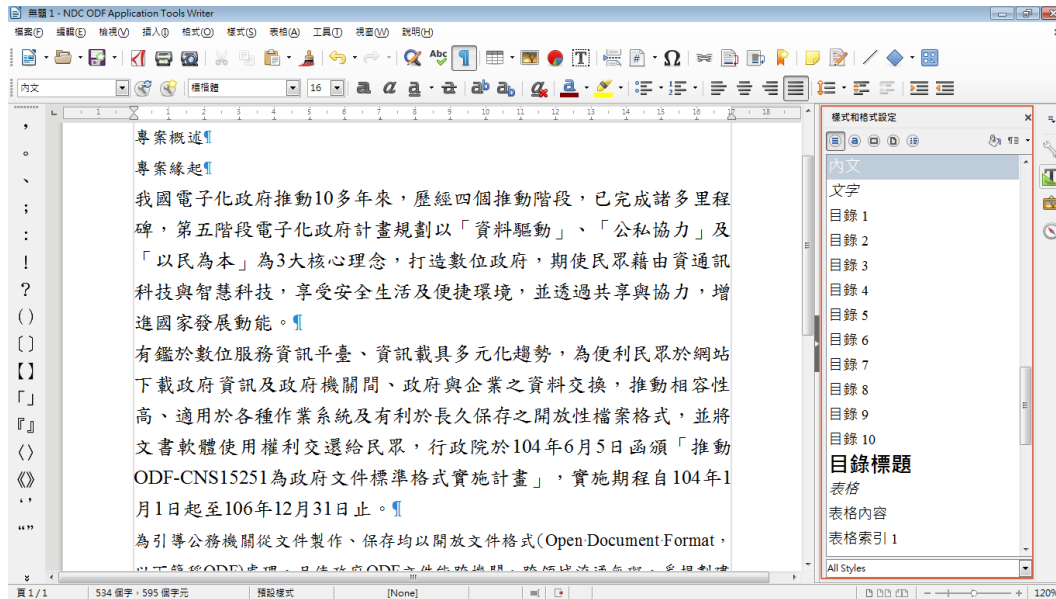 無題 1 - NDC ODF Application Tools Writer
檔案(F) 編輯(E) 檢視(V) 插入(I) 格式(O) 樣式(S) 表格(A) 工具(T) 視窗(W) 說明(H)
內文 標楷體 16
1 1 2 3 4 5 6 7 8 9 10 11 12 13 14 15 16 17 18
專案概述¶
專案緣起¶
我國電子化政府推動10多年來，歷經四個推動階段，已完成諸多里程
碑，第五階段電子化政府計畫規劃以「資料驅動」、「公私協力」及
「以民為本」為3大核心理念，打造數位政府，期使民眾藉由資通訊
科技與智慧科技，享受安全生活及便捷環境，並透過共享與協力，增
進國家發展動能。¶
有鑑於數位服務資訊平臺、資訊載具多元化趨勢，為便利民眾於網站
下載政府資訊及政府機關間、政府與企業之資料交換，推動相容性
高、適用於各種作業系統及有利於長久保存之開放性檔案格式，並將
文書軟體使用權利交還給民眾，行政院於104年6月5日函頒「推動
ODF-CNS15251為政府文件標準格式實施計畫」，實施期程自104年1
月1日起至106年12月31日止。¶
為引導公務機關從文件製作、保存均以開放文件格式(Open·Document·Format，
，
。
、
；
：
！
？
( )
〔 〕
【 】
「 」
『 』
〈 〉
《 》
‘ ’
“ ”
樣式和格式設定
內文
文字
目錄 1
目錄 2
目錄 3
目錄 4
目錄 5
目錄 6
目錄 7
目錄 8
目錄 9
目錄 10
目錄標題
表格
表格內容
表格索引 1
All Styles
頁 1 / 1 534 個字，595 個字元 預設樣式 [None] 120%